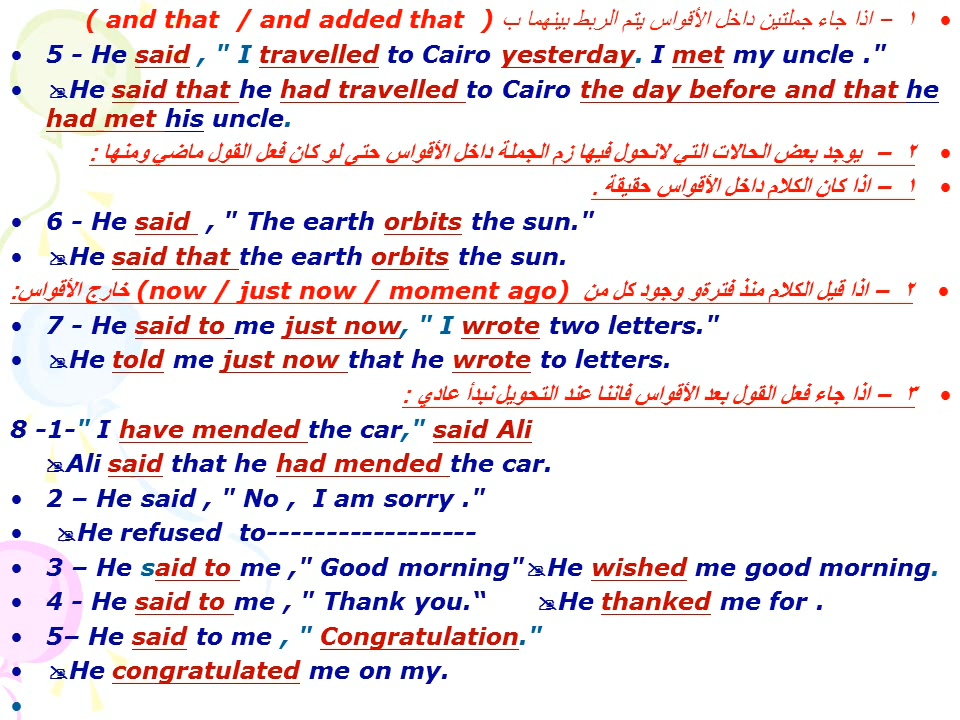 • ١ – اذا جاء جملتين داخل الأقواس يتم الربط بينهما ب ( and that / and added that )
• 5 - He said , " I travelled to Cairo yesterday. I met my uncle ."
• He said that he had travelled to Cairo the day before and that he
had met his uncle.
• ٢ – يوجد بعض الحالات التي لانحول فيها زم الجملة داخل الأقواس حتى لو كان فعل القول ماضي ومنها :
• ١ – اذا كان الكلام داخل الأقواس حقيقة .
• 6 - He said , " The earth orbits the sun."
• He said that the earth orbits the sun.
• ٢ – اذا قيل الكلام منذ فترةو وجود كل من (now / just now / moment ago) خارج الأقواس:
• 7 - He said to me just now, " I wrote two letters."
• He told me just now that he wrote to letters.
• ٣ – اذا جاء فعل القول بعد الأقواس فاننا عند التحويل نبدأ عادي :
8 -1-" I have mended the car," said Ali
Ali said that he had mended the car.
• 2 – He said , " No , I am sorry ."
• He refused to------------------
• 3 – He said to me ," Good morning" He wished me good morning.
• 4 - He said to me , " Thank you.“ He thanked me for .
• 5– He said to me , " Congratulation."
• He congratulated me on my.
•